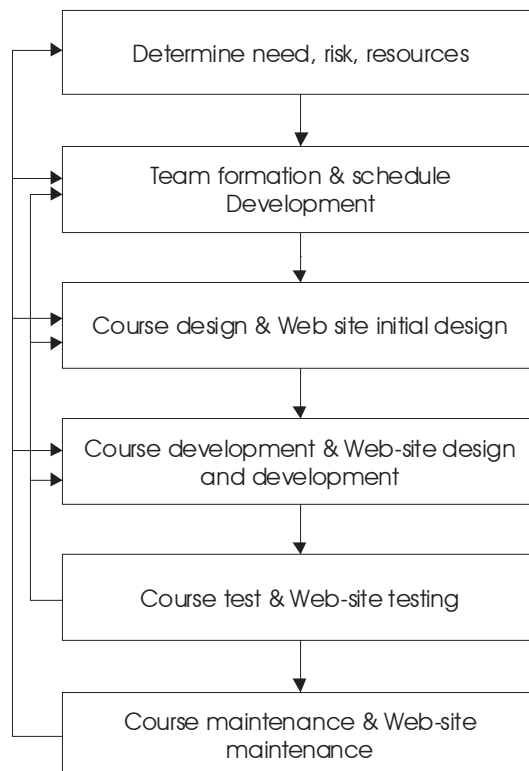 Determine need, risk, resources
Team formation & schedule
Development
Course design & Web site initial design
Course development & Web-site design
and development
Course test & Web-site testing
Course maintenance & Web-site
maintenance